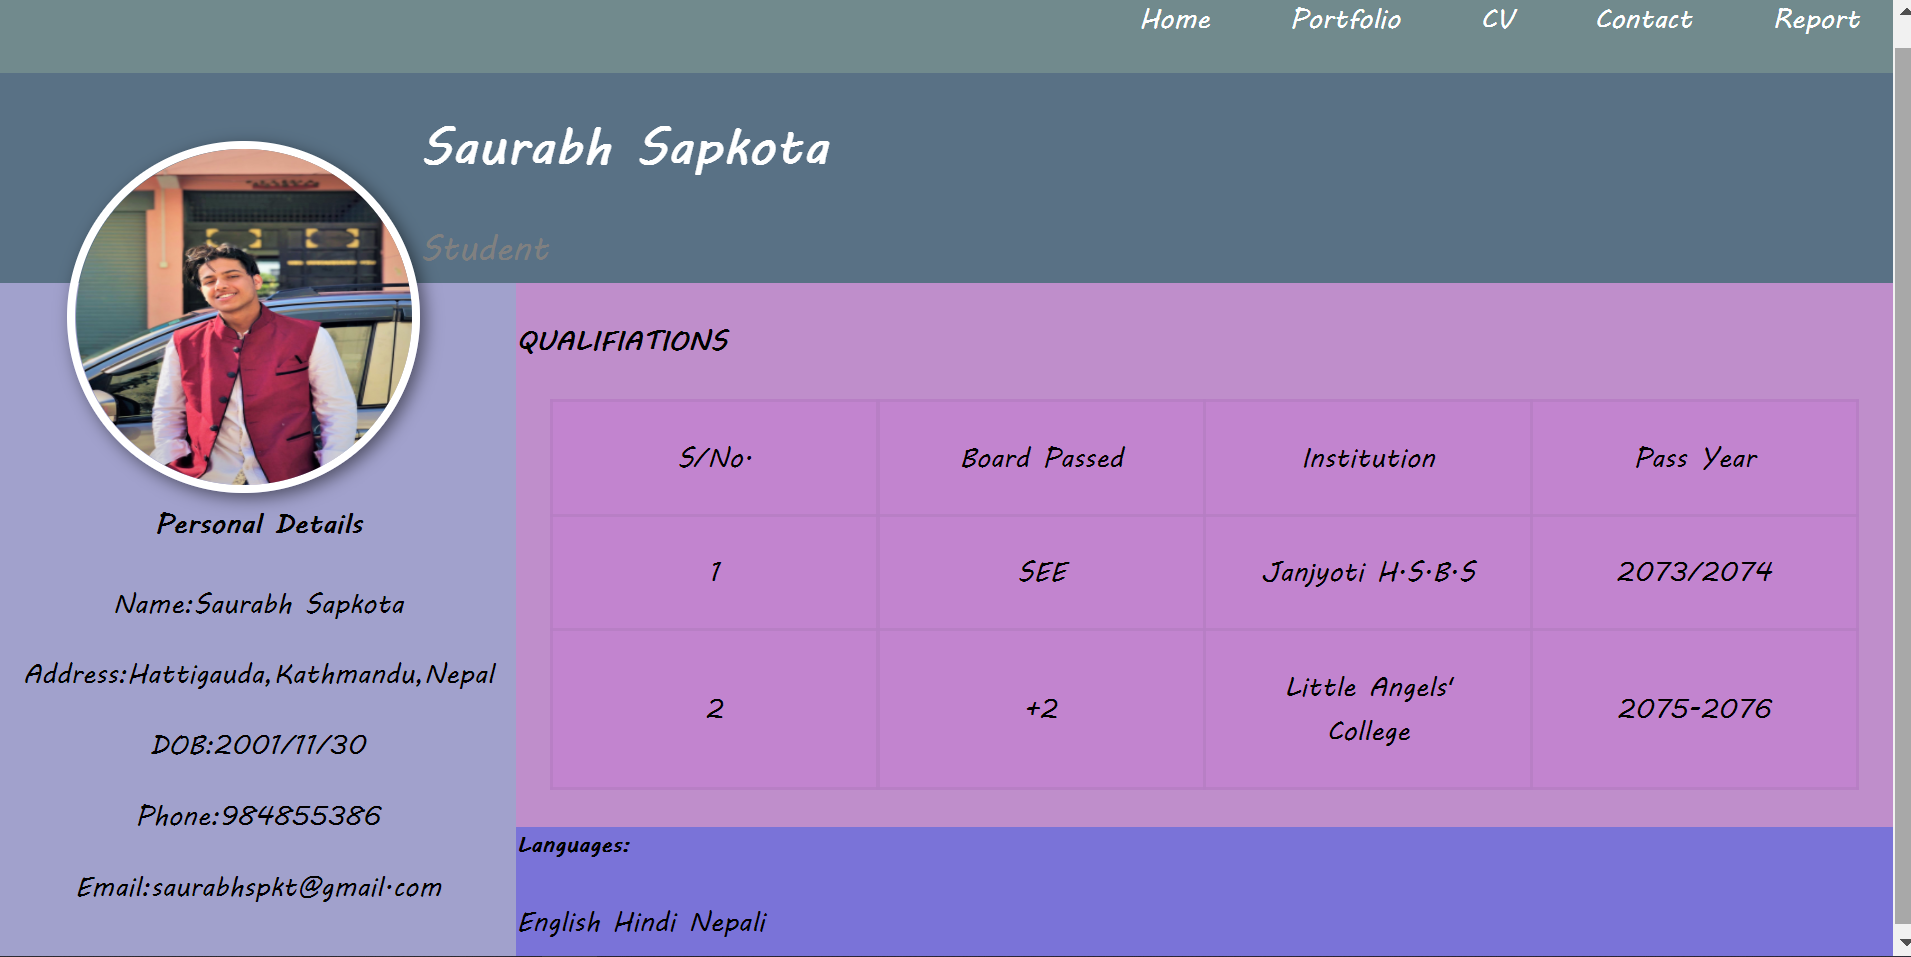 Home Portfolio CV Contact Report
Saurabh Sapkota
Student
Personal Details
Name:Saurabh Sapkota
Address:Hattigauda,Kathmandu,Nepal
DOB:2001/11/30
Phone:984855386
Email:saurabhspkt@gmail.com
QUALIFIATIONS
S/No. Board Passed Institution Pass Year
1 SEE Janjyoti H.S.B.S 2073/2074
2 +2 Little Angels' 2075-2076
College
Languages:
English Hindi Nepali